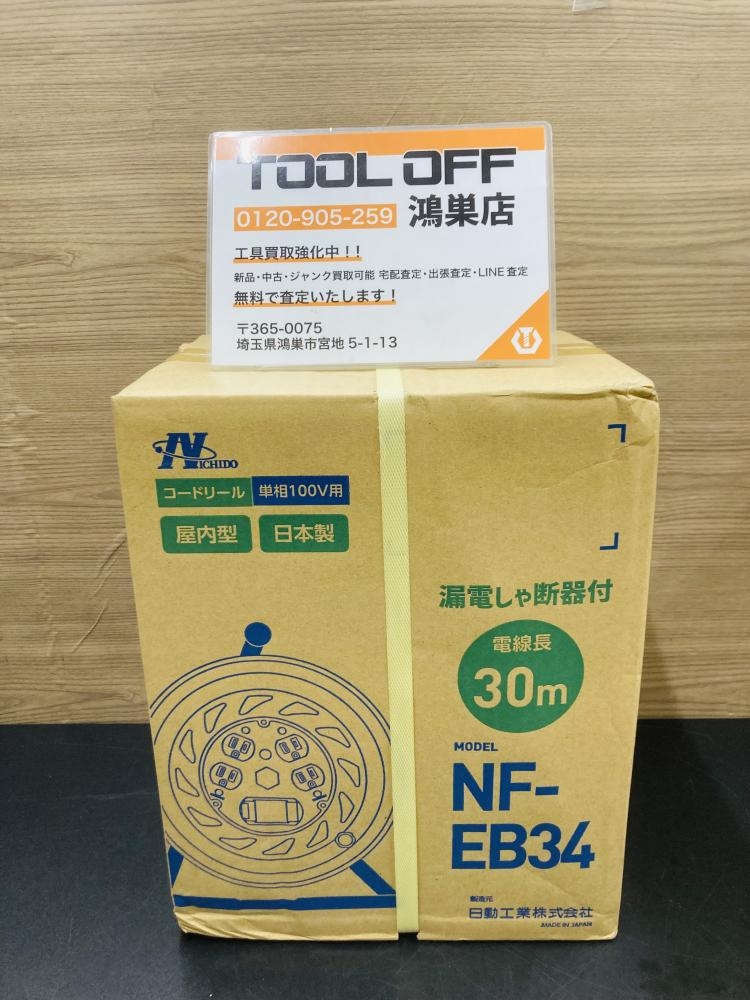 TOOL OFF
0120-905-259 鴻巣店
工具買取強化中！！
新品・中古・ジャンク買取可能 宅配査定・出張査定・LINE査定
無料で査定いたします！
〒365-0075
埼玉県鴻巣市宮地 5-1-13
NICHIDO
コードリール 単相100V用
屋内型 日本製
漏電しゃ断器付
電線長
30m
MODEL
NF-
EB34
製造元
日動工業株式会社
MADE IN JAPAN